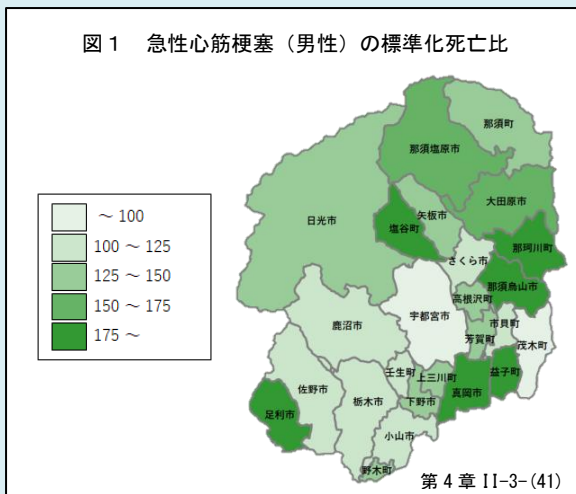 図1　急性心筋梗塞（男性）の標準化死亡比
那須町
那須塩原市
日光市
大田原市
矢板市
塩谷町
那珂川町
さくら市
那須烏山市
高根沢町
宇都宮市
市貝町
鹿沼市
茂木町
芳賀町
壬生町
上三川町
益子町
真岡市
佐野市
栃木市
下野市
足利市
小山市
野木町
～ 100
100 ～ 125
125 ～ 150
150 ～ 175
175 ～
第4章 II-3-(41)